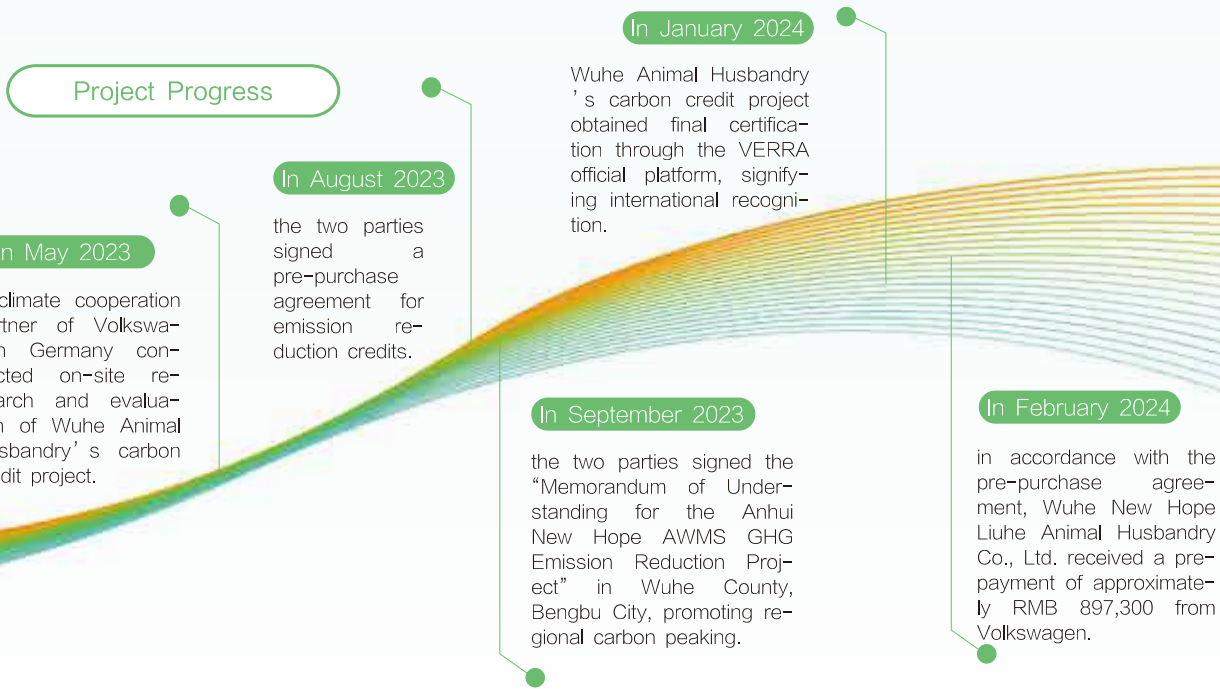 Project Progress
In May 2023
climate cooperation
of Volkswa-
Germany con-
on-site re-
and evalua-
of Wuhe Animal
's carbon
project.
In August 2023
the two parties
signed a
pre-purchase
agreement for
emission re-
duction credits.
In January 2024
Wuhe Animal Husbandry
's carbon credit project
obtained final certifica-
tion through the VERRA
official platform, signify-
ing international recogni-
tion.
In September 2023
the two parties signed the
“Memorandum of Under-
standing for the Anhui
New Hope AWMS GHG
Emission Reduction Proj-
ect” in Wuhe County,
Bengbu City, promoting re-
gional carbon peaking.
In February 2024
in accordance with the
pre-purchase agree-
ment, Wuhe New Hope
Liuhe Animal Husbandry
Co., Ltd. received a pre-
payment of approximate-
ly RMB 897,300 from
Volkswagen.